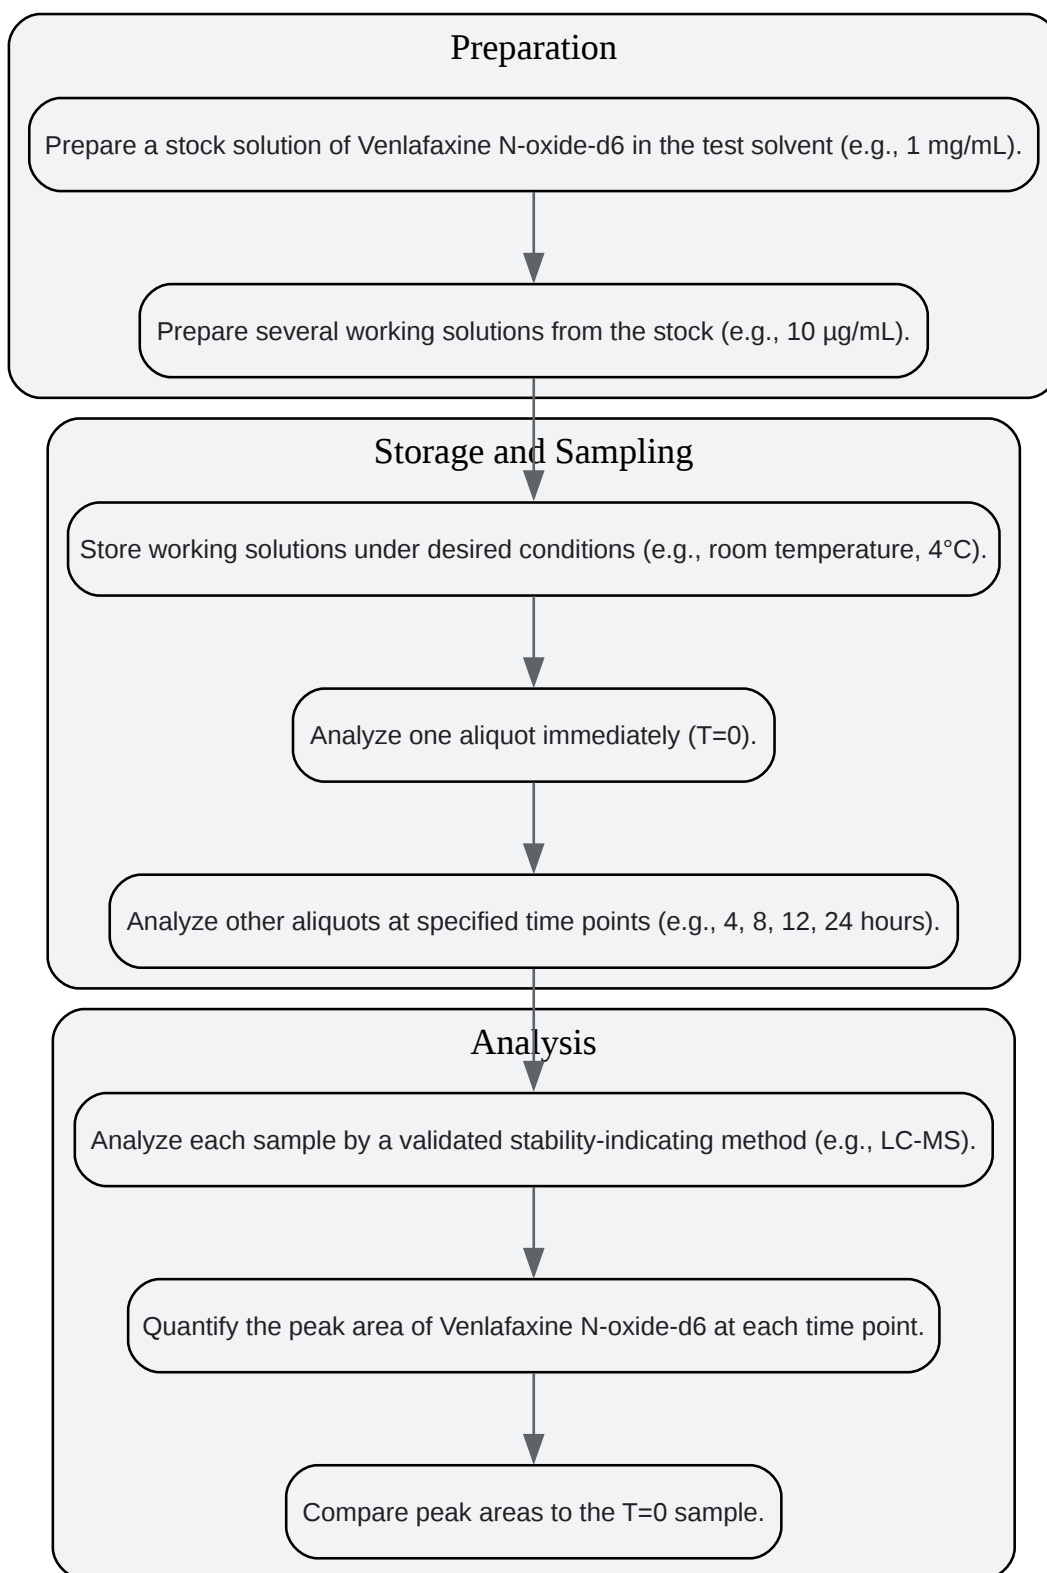 Preparation
Prepare a stock solution of Venlafaxine N-oxide-d6 in the test solvent (e.g., 1 mg/mL).
Prepare several working solutions from the stock (e.g., 10 µg/mL).
Storage and Sampling
Store working solutions under desired conditions (e.g., room temperature, 4°C).
Analyze one aliquot immediately (T=0).
Analyze other aliquots at specified time points (e.g., 4, 8, 12, 24 hours).
Analysis
Analyze each sample by a validated stability-indicating method (e.g., LC-MS).
Quantify the peak area of Venlafaxine N-oxide-d6 at each time point.
Compare peak areas to the T=0 sample.